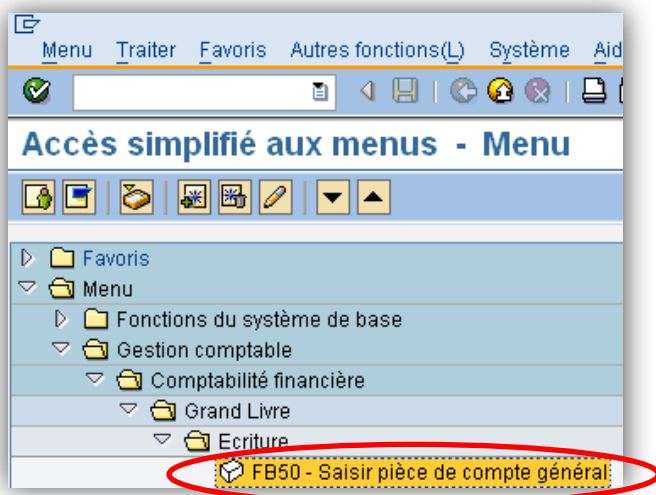 Menu Traiter Favoris Autres fonctions(L) Système Aid
Accès simplifié aux menus - Menu
Favoris
Menu
Fonctions du système de base
Gestion comptable
Comptabilité financière
Grand Livre
Ecriture
FB50 - Saisir pièce de compte général